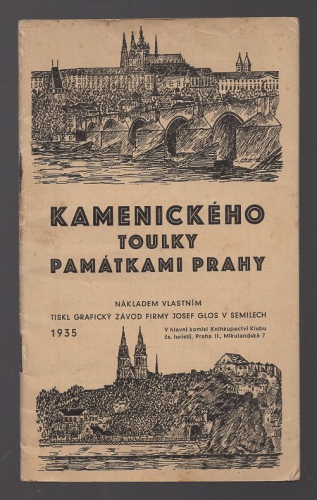 KAMENICKÉHO
TOULKY
PAMÁTKAMI PRAHY
NÁKLADEM VLASTNÍM
TISKL GRAFICKÝ ZÁVOD FIRMY JOSEF GLOS V SEMILECH
1935
V hlavní komisi Knihkupectví Klubu
čs. turistů, Praha II., Mikulandská 7